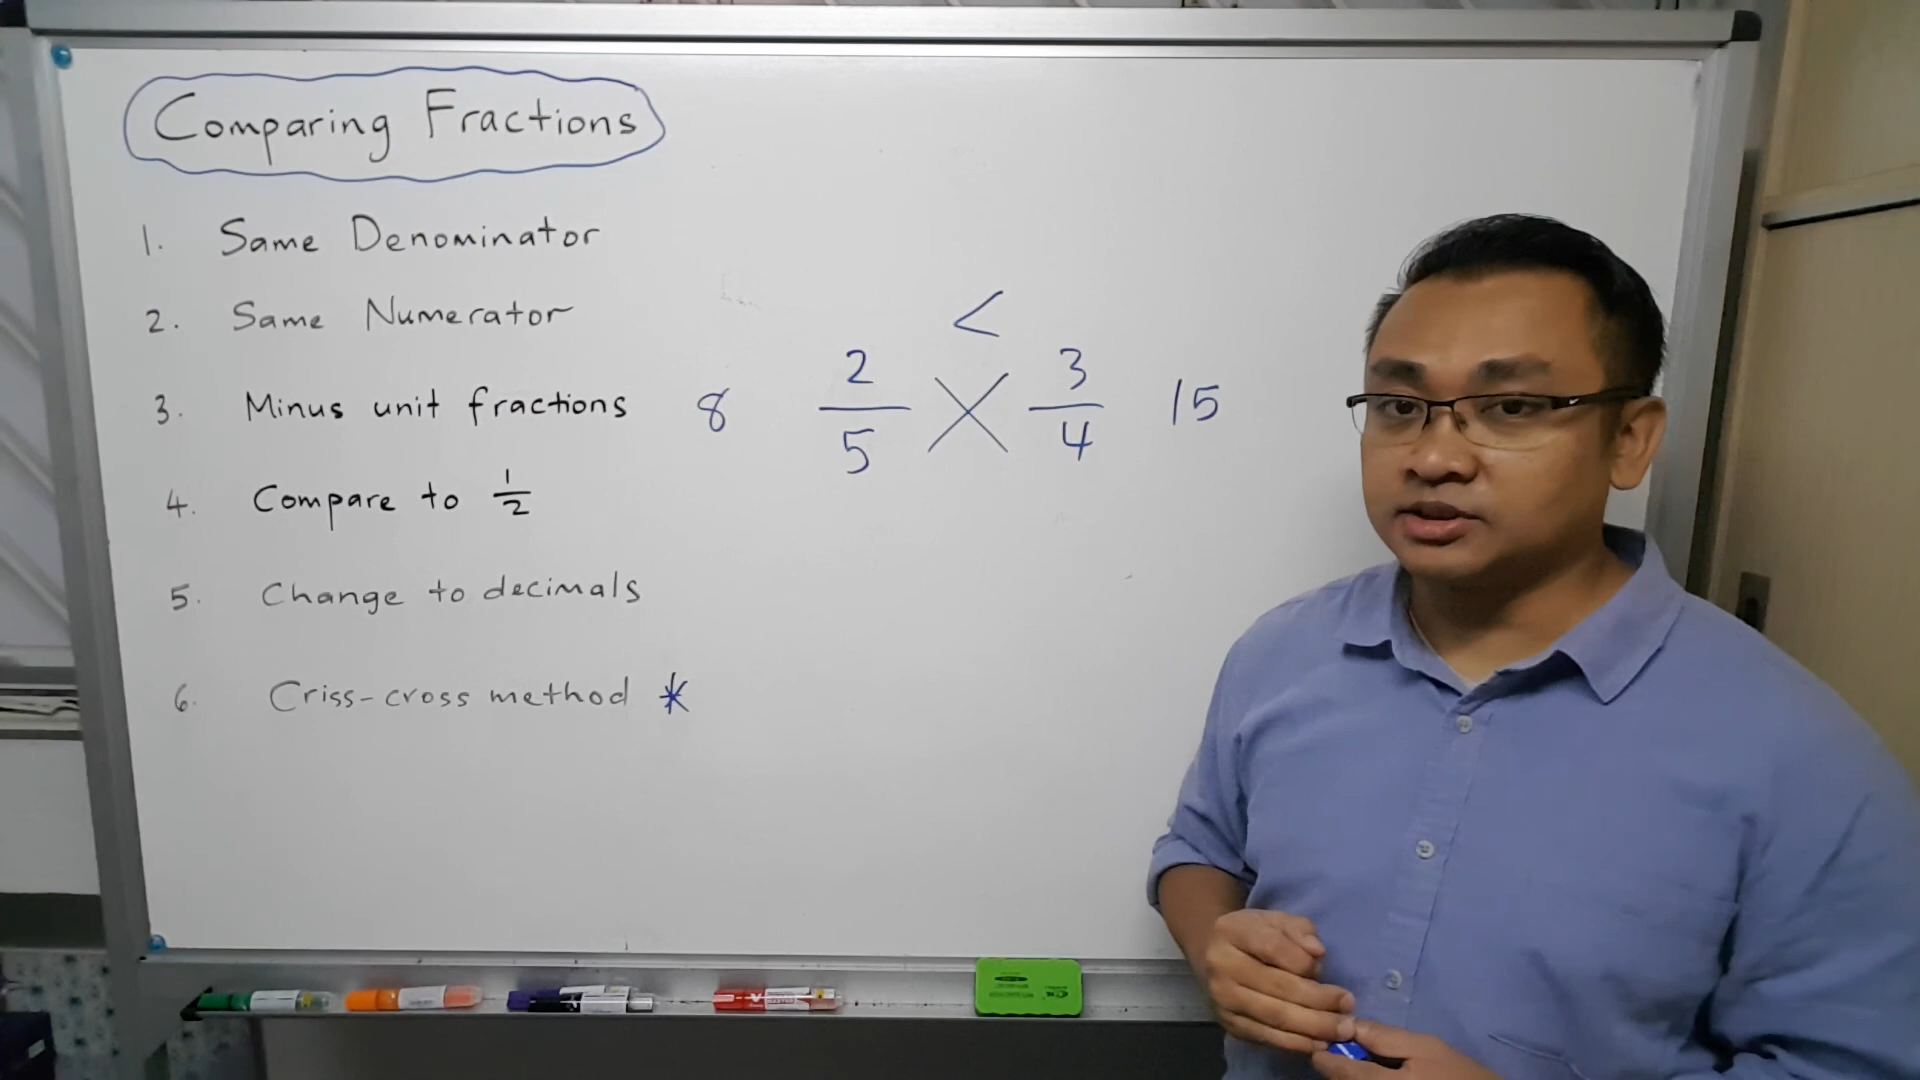 Comparing Fractions
1. Same Denominator
2. Same Numerator
3. Minus unit fractions
4. Compare to 1/2
5. Change to decimals
6. Criss-cross method *
<
8 2/5 3/4 15